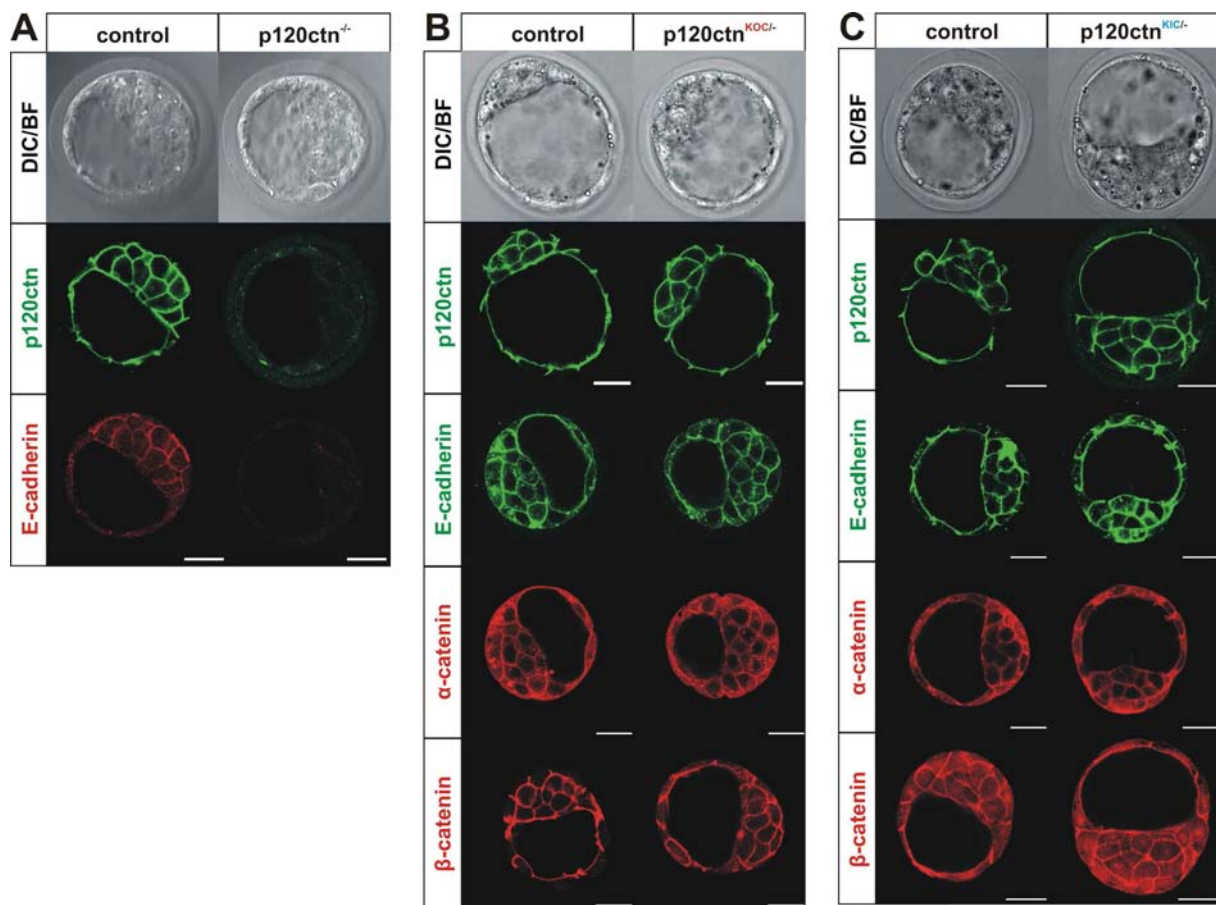 A
control
p120ctn-/-
DIC/BF
p120ctn
E-cadherin
B
control
p120ctnKOC/-
DIC/BF
p120ctn
E-cadherin
α-catenin
β-catenin
C
control
p120ctnKIC/-
DIC/BF
p120ctn
E-cadherin
α-catenin
β-catenin